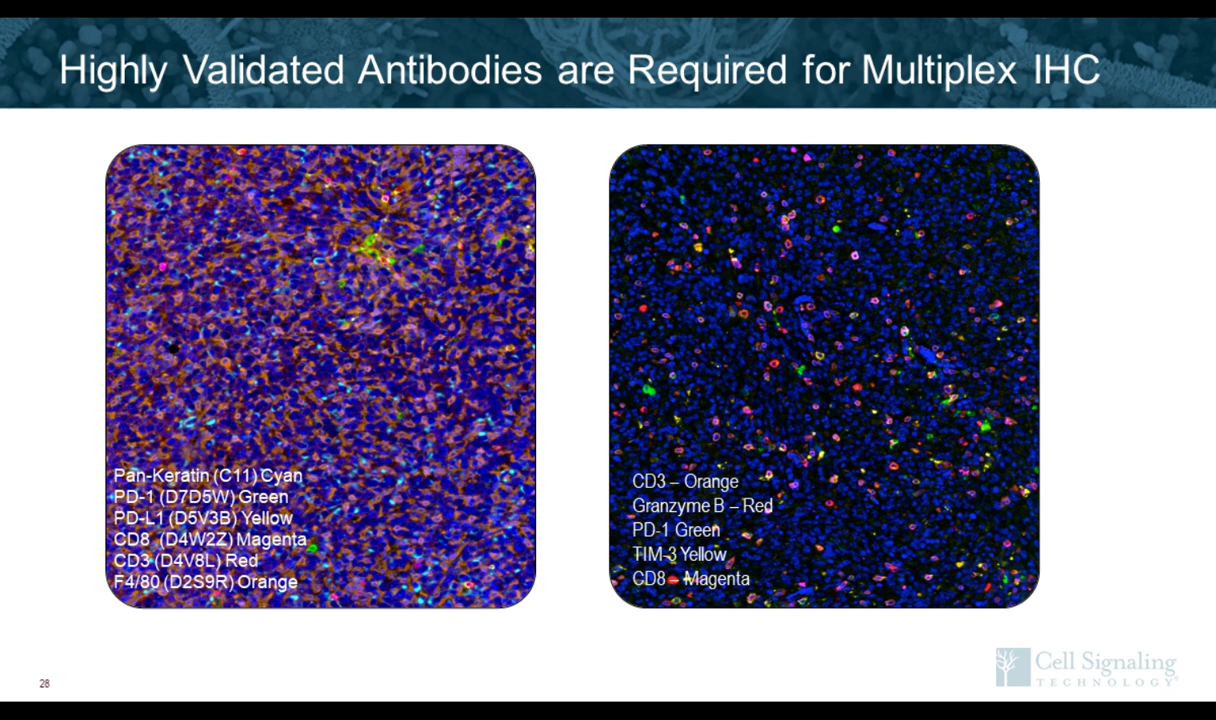 Highly Validated Antibodies are Required for Multiplex IHC
Pan-Keratin (C11) Cyan
PD-1 (D7D5W) Green
PD-L1 (D5V3B) Yellow
CD8 (D4W2Z) Magenta
CD3 (D4V8L) Red
F4/80 (D2S9R) Orange
CD3 – Orange
Granzyme B – Red
PD-1 Green
TIM-3 Yellow
CD8 – Magenta
28
Cell Signaling
TECHNOLOGY®